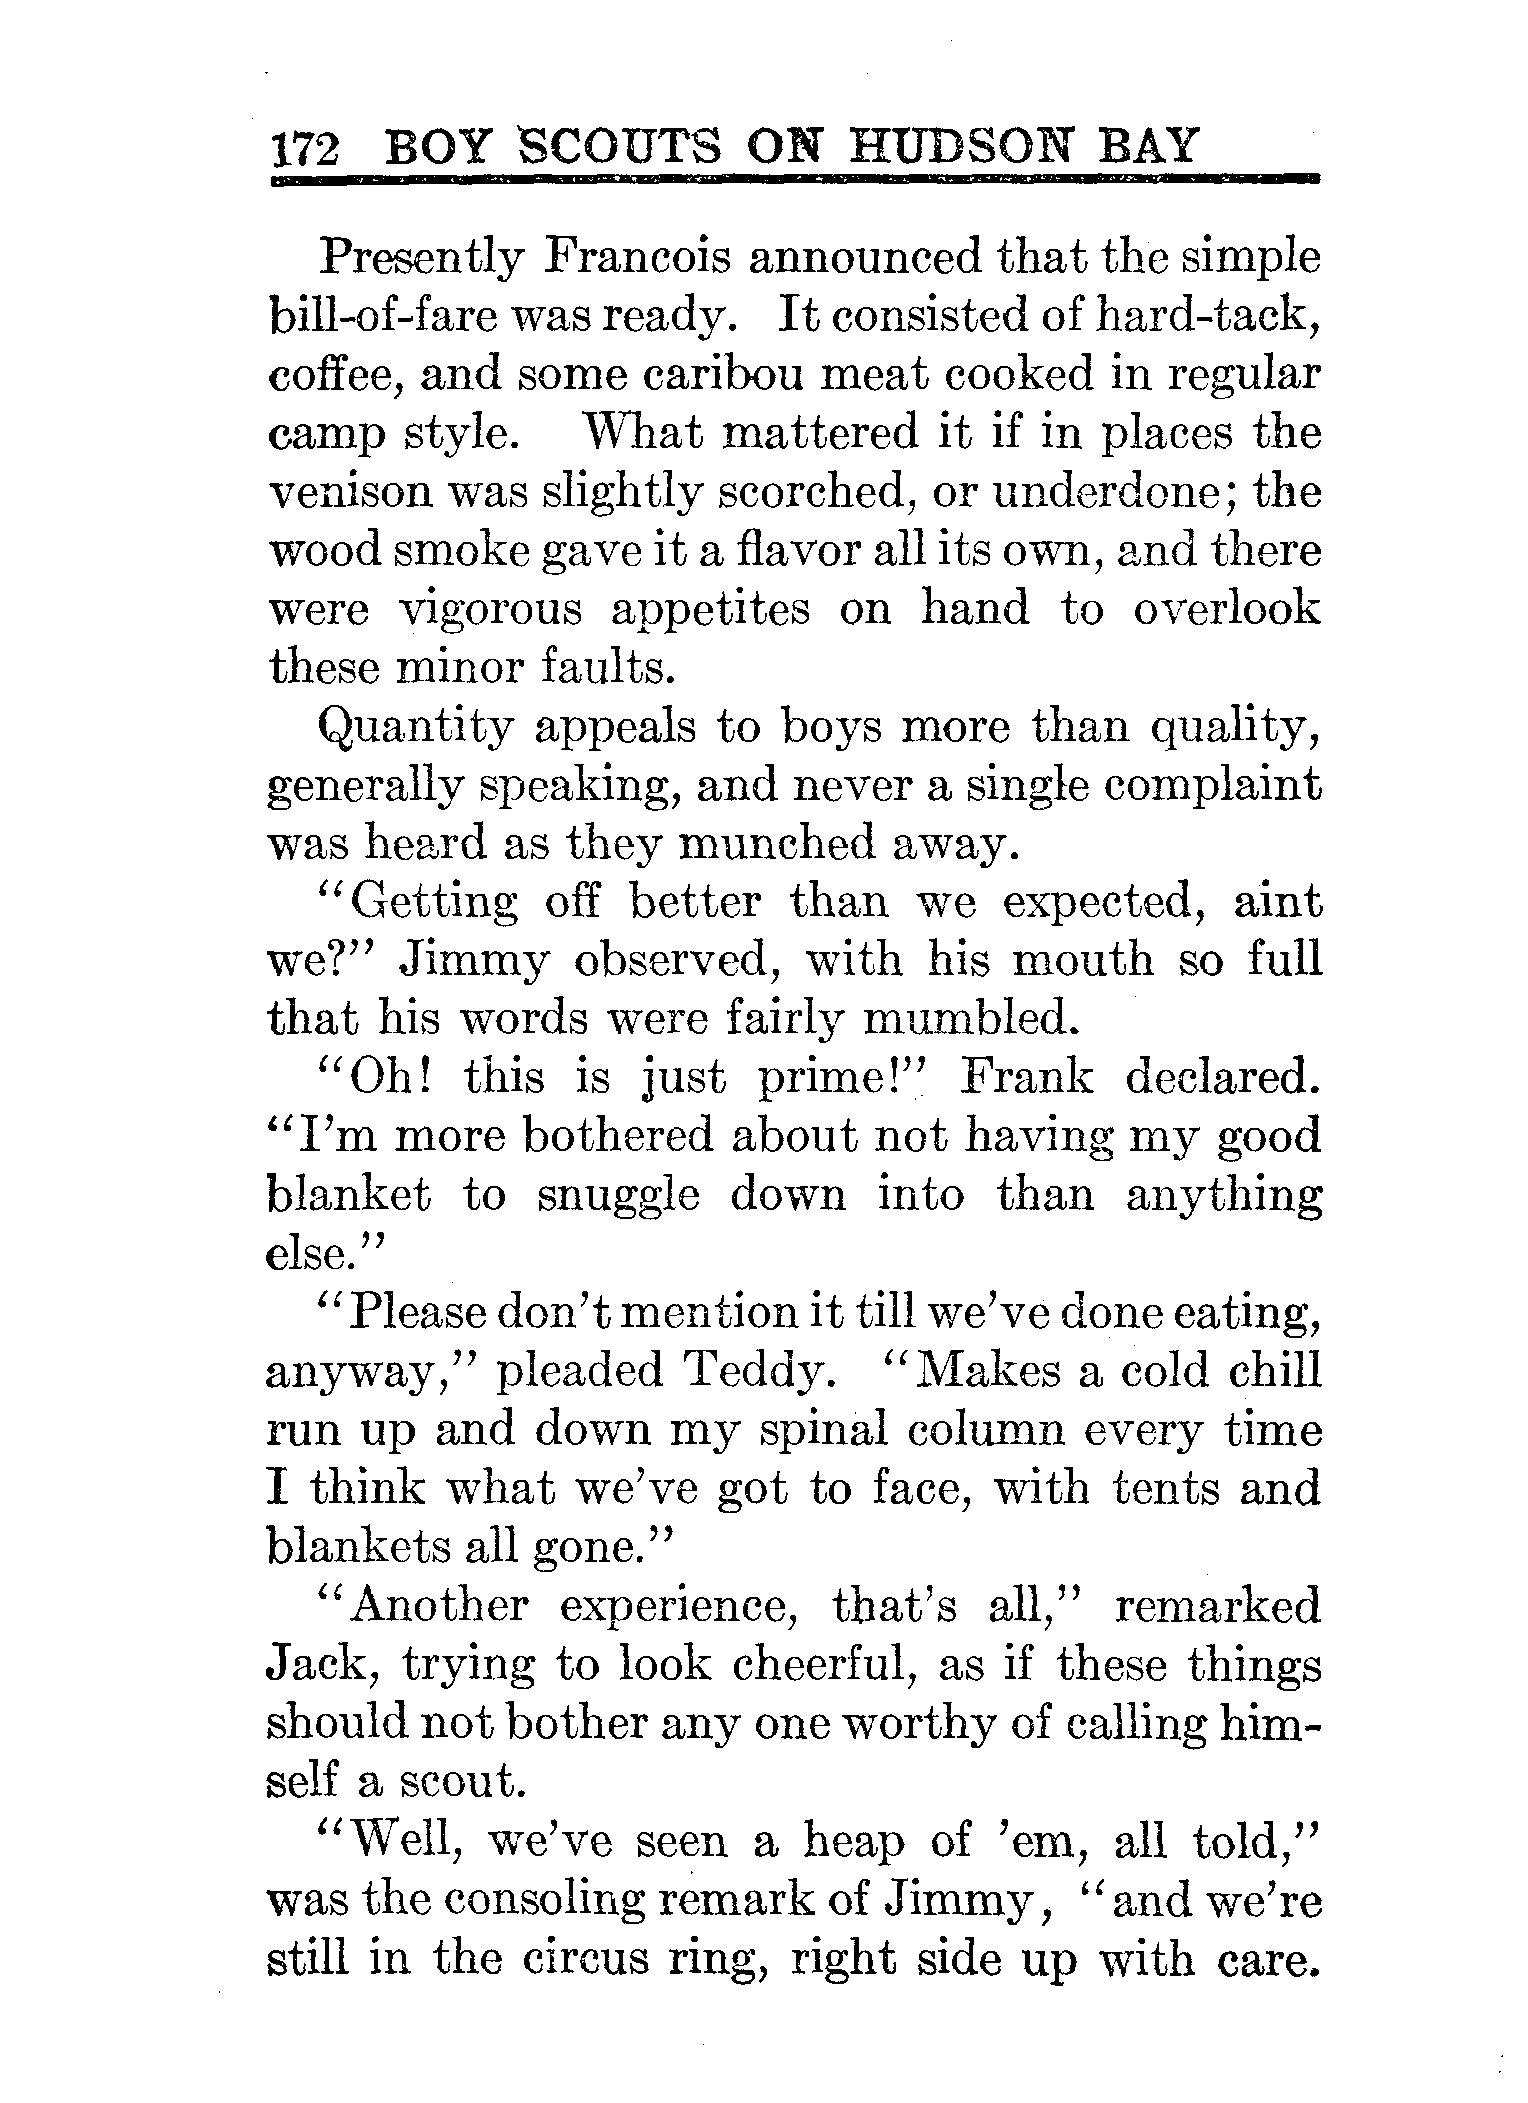 172 BOY SCOUTS ON HUDSON BAY
Presently Francois announced that the simple
bill-of-fare was ready. It consisted of hard-tack,
coffee, and some caribou meat cooked in regular
camp style. What mattered it if in places the
venison was slightly scorched, or underdone; the
wood smoke gave it a flavor all its own, and there
were vigorous appetites on hand to overlook
these minor faults.
Quantity appeals to boys more than quality,
generally speaking, and never a single complaint
was heard as they munched away.
"Getting off better than we expected, aint
we?" Jimmy observed, with his mouth so full
that his words were fairly mumbled.
"Oh! this is just prime!" Frank declared.
"I'm more bothered about not having my good
blanket to snuggle down into than anything
else."
"Please don't mention it till we've done eating,
anyway," pleaded Teddy. "Makes a cold chill
run up and down my spinal column every time
I think what we've got to face, with tents and
blankets all gone."
"Another experience, that's all," remarked
Jack, trying to look cheerful, as if these things
should not bother any one worthy of calling him-
self a scout.
"Well, we've seen a heap of 'em, all told,"
was the consoling remark of Jimmy, "and we're
still in the circus ring, right side up with care.